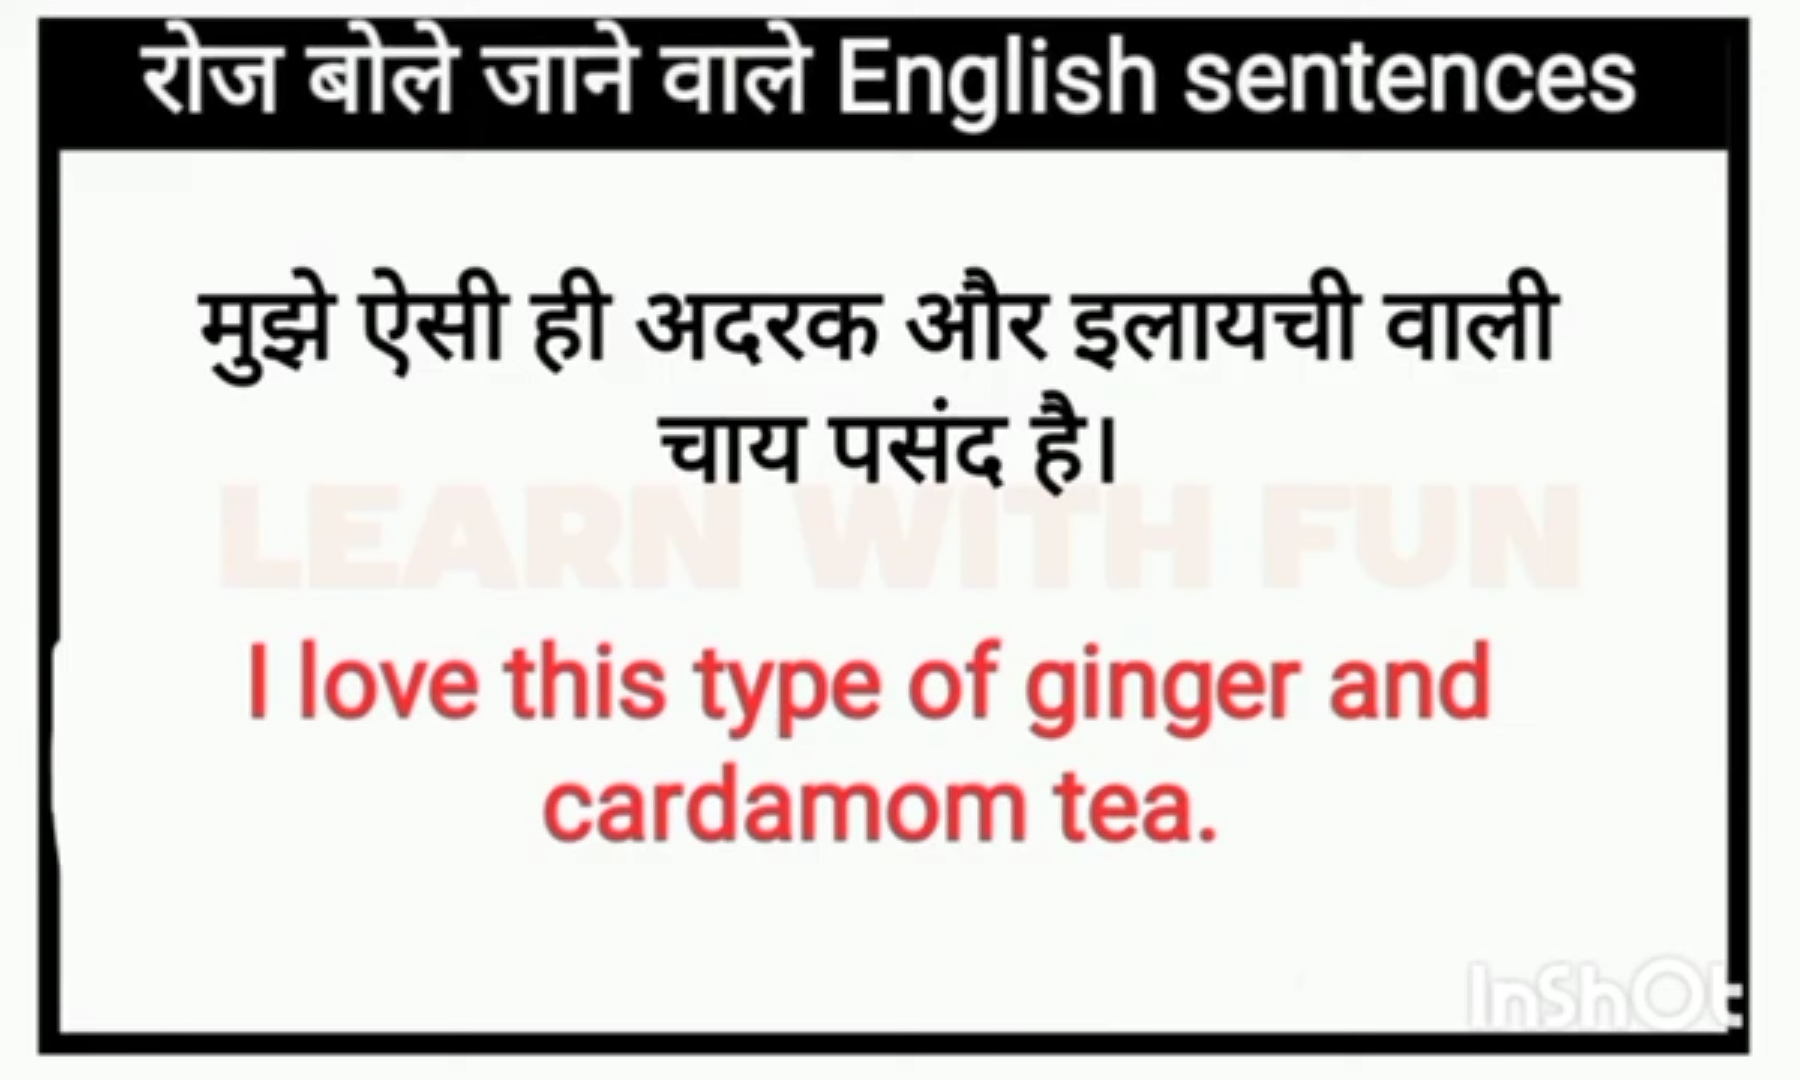 रोज बोले जाने वाले English sentences
मुझे ऐसी ही अदरक और इलायची वाली
चाय पसंद है।
LEARN WITH FUN
I love this type of ginger and
cardamom tea.
InShOt